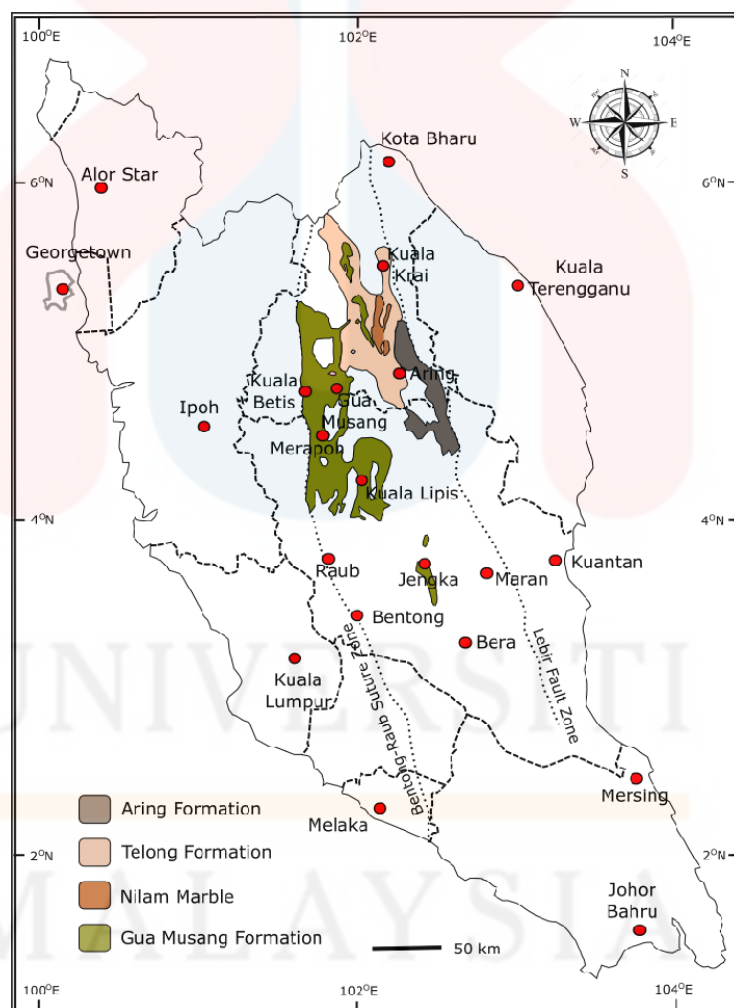 100°E
102°E
104°E
N
W
E
S
Kota Bharu
Alor Star
6°N
6°N
Georgetown
Kuala
Krai
Kuala
Terengganu
Aring
Kuala
Betis
Gua
Musang
Ipoh
Merapoh
Kuala Lipis
4°N
4°N
Raub
Jengka
Maran
Kuantan
Bentong
Bera
Kuala
Lumpur
Bentong-Raub Suture Zone
Lebir Fault Zone
Mersing
Melaka
Aring Formation
Telong Formation
Nilam Marble
Gua Musang Formation
2°N
2°N
Johor
Bahru
50 km
100°E
102°E
104°E
UNIVERSITI
MALAYSIA